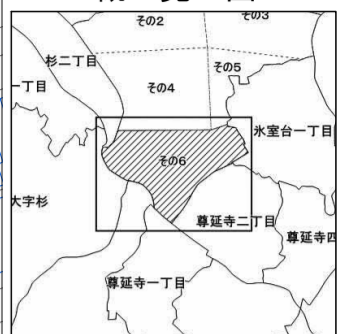 その2
その3
杉二丁目
その5
一丁目
その4
氷室台一丁目
その6
大字杉
尊延寺二丁目
尊延寺四
尊延寺一丁目